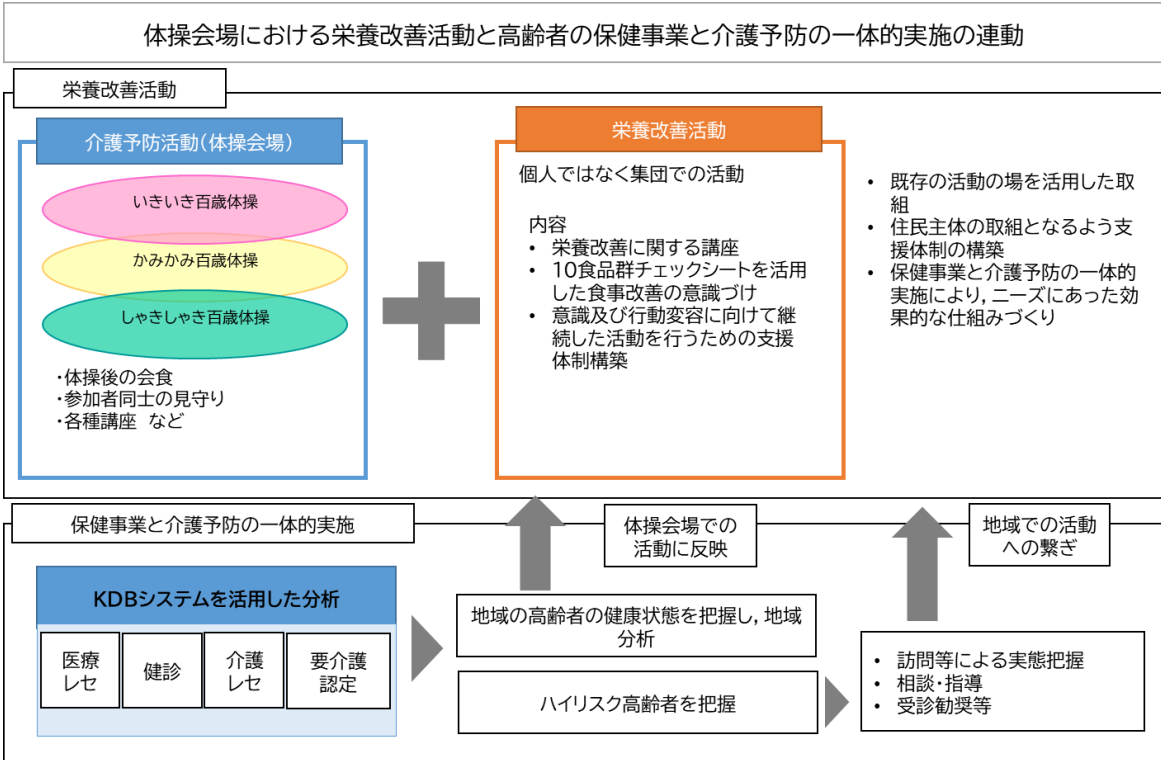 体操会場における栄養改善活動と高齢者の保健事業と介護予防の一体的実施の連動
栄養改善活動
介護予防活動(体操会場)
いきいき百歳体操
かみかみ百歳体操
しゃきしゃき百歳体操
・体操後の会食
・参加者同士の見守り
・各種講座 など
栄養改善活動
個人ではなく集団での活動
内容
• 栄養改善に関する講座
• 10食品群チェックシートを活用
した食事改善の意識づけ
• 意識及び行動変容に向けて継
続した活動を行うための支援
体制構築
• 既存の活動の場を活用した取
組
• 住民主体の取組となるよう支
援体制の構築
• 保健事業と介護予防の一体的
実施により,ニーズにあった効
果的な仕組みづくり
保健事業と介護予防の一体的実施
体操会場での
活動に反映
地域での活動
への繋ぎ
KDBシステムを活用した分析
医療
レセ
健診
介護
レセ
要介護
認定
地域の高齢者の健康状態を把握し,地域
分析
ハイリスク高齢者を把握
• 訪問等による実態把握
• 相談・指導
• 受診勧奨等